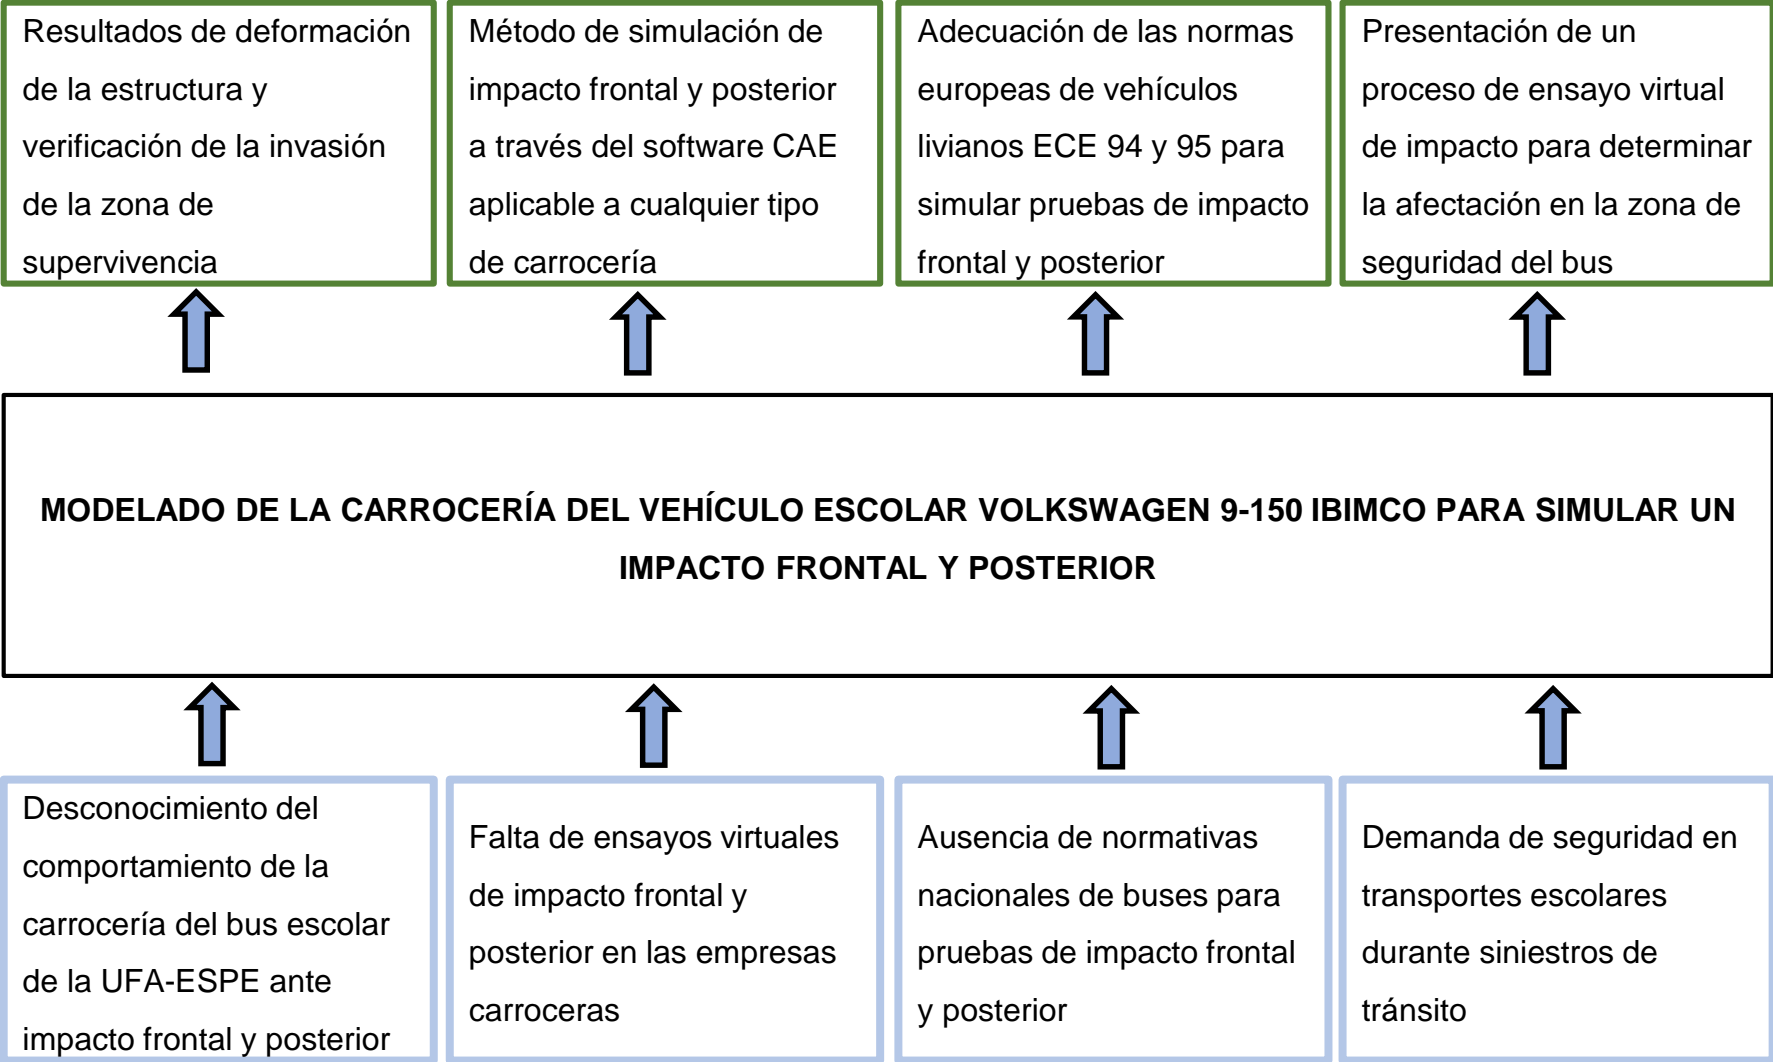 Resultados de deformación
de la estructura y
verificación de la invasión
de la zona de
supervivencia
Método de simulación de
impacto frontal y posterior
a través del software CAE
aplicable a cualquier tipo
de carrocería
Adecuación de las normas
europeas de vehículos
livianos ECE 94 y 95 para
simular pruebas de impacto
frontal y posterior
Presentación de un
proceso de ensayo virtual
de impacto para determinar
la afectación en la zona de
seguridad del bus
MODELADO DE LA CARROCERÍA DEL VEHÍCULO ESCOLAR VOLKSWAGEN 9-150 IBIMCO PARA SIMULAR UN
IMPACTO FRONTAL Y POSTERIOR
Desconocimiento del
comportamiento de la
carrocería del bus escolar
de la UFA-ESPE ante
impacto frontal y posterior
Falta de ensayos virtuales
de impacto frontal y
posterior en las empresas
carroceras
Ausencia de normativas
nacionales de buses para
pruebas de impacto frontal
y posterior
Demanda de seguridad en
transportes escolares
durante siniestros de
tránsito